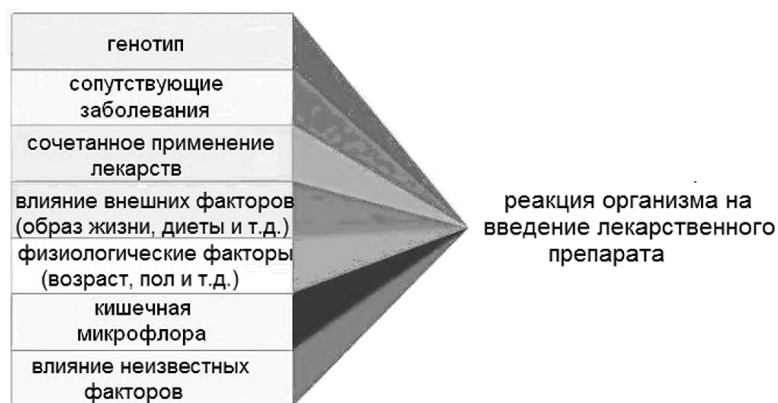 генотип
сопутствующие
заболевания
сочетанное применение
лекарств
влияние внешних факторов
(образ жизни, диеты и т.д.)
физиологические факторы
(возраст, пол и т.д.)
кишечная
микрофлора
влияние неизвестных
факторов
реакция организма на
введение лекарственного
препарата